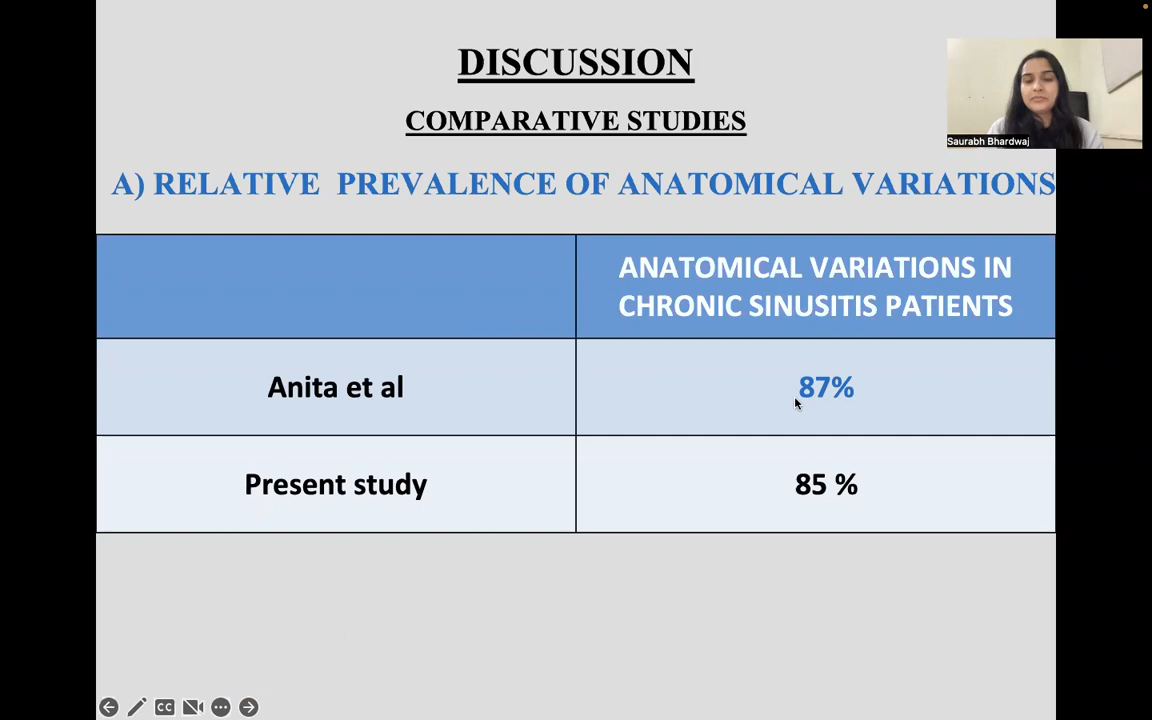 DISCUSSION
COMPARATIVE STUDIES
A) RELATIVE PREVALENCE OF ANATOMICAL VARIATIONS
ANATOMICAL VARIATIONS IN
CHRONIC SINUSITIS PATIENTS
Anita et al
87%
Present study
85 %
Saurabh Bhardwaj
CC